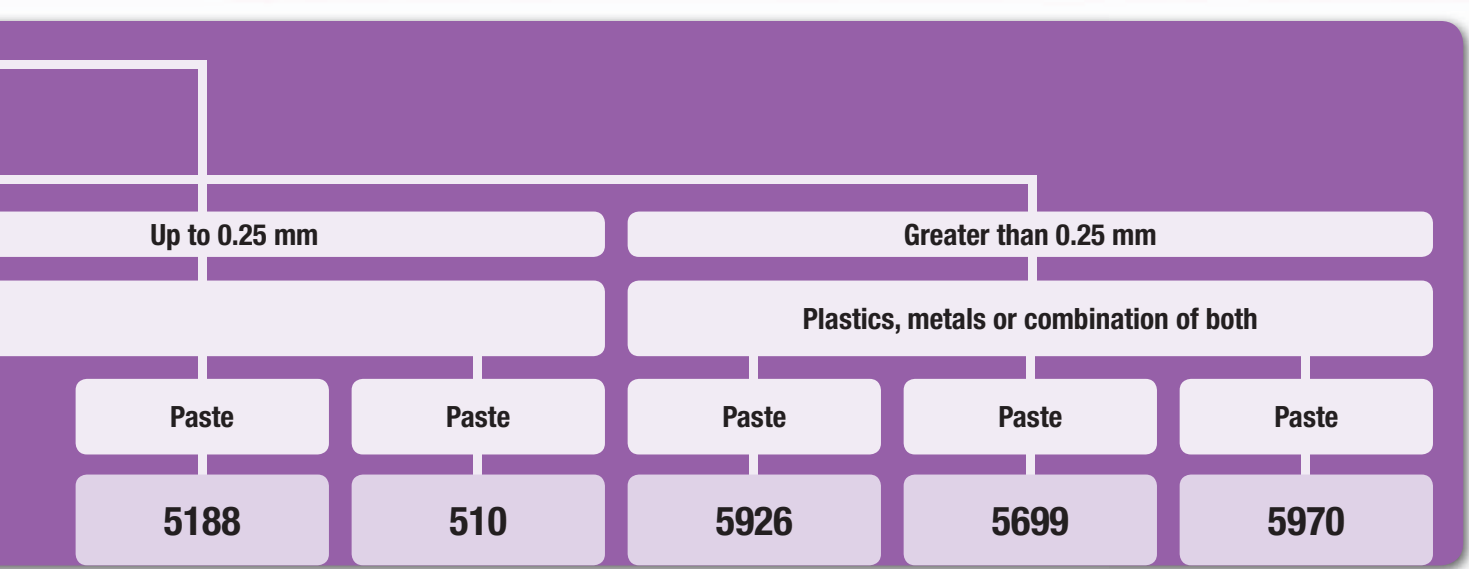 Up to 0.25 mm
Greater than 0.25 mm
Plastics, metals or combination of both
Paste
Paste
Paste
Paste
Paste
5188
510
5926
5699
5970